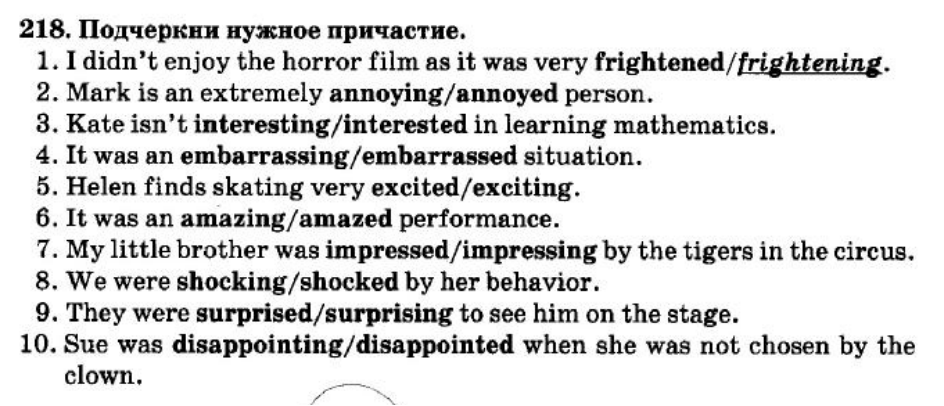 218. Подчеркни нужное причастие.
1. I didn't enjoy the horror film as it was very frightened/frightening.
2. Mark is an extremely annoying/annoyed person.
3. Kate isn't interesting/interested in learning mathematics.
4. It was an embarrassing/embarrassed situation.
5. Helen finds skating very excited/exciting.
6. It was an amazing/amazed performance.
7. My little brother was impressed/impressing by the tigers in the circus.
8. We were shocking/shocked by her behavior.
9. They were surprised/surprising to see him on the stage.
10. Sue was disappointing/disappointed when she was not chosen by the
clown.